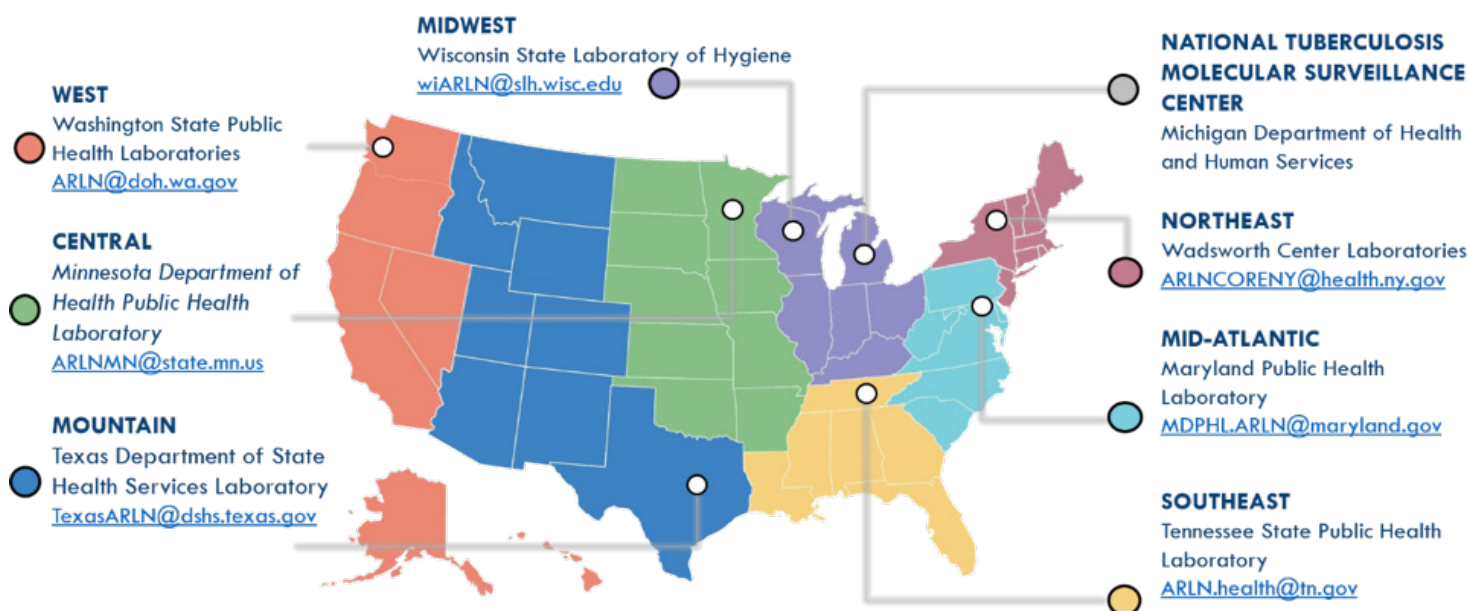 MIDWEST
Wisconsin State Laboratory of Hygiene
wiARLN@slh.wisc.edu
WEST
Washington State Public
Health Laboratories
ARLN@doh.wa.gov
CENTRAL
Minnesota Department of
Health Public Health
Laboratory
ARLNMN@state.mn.us
MOUNTAIN
Texas Department of State
Health Services Laboratory
TexasARLN@dshs.texas.gov
NATIONAL TUBERCULOSIS
MOLECULAR SURVEILLANCE
CENTER
Michigan Department of Health
and Human Services
NORTHEAST
Wadsworth Center Laboratories
ARLNCORENY@health.ny.gov
MID-ATLANTIC
Maryland Public Health
Laboratory
MDPHL.ARLN@maryland.gov
SOUTHEAST
Tennessee State Public Health
Laboratory
ARLN.health@tn.gov